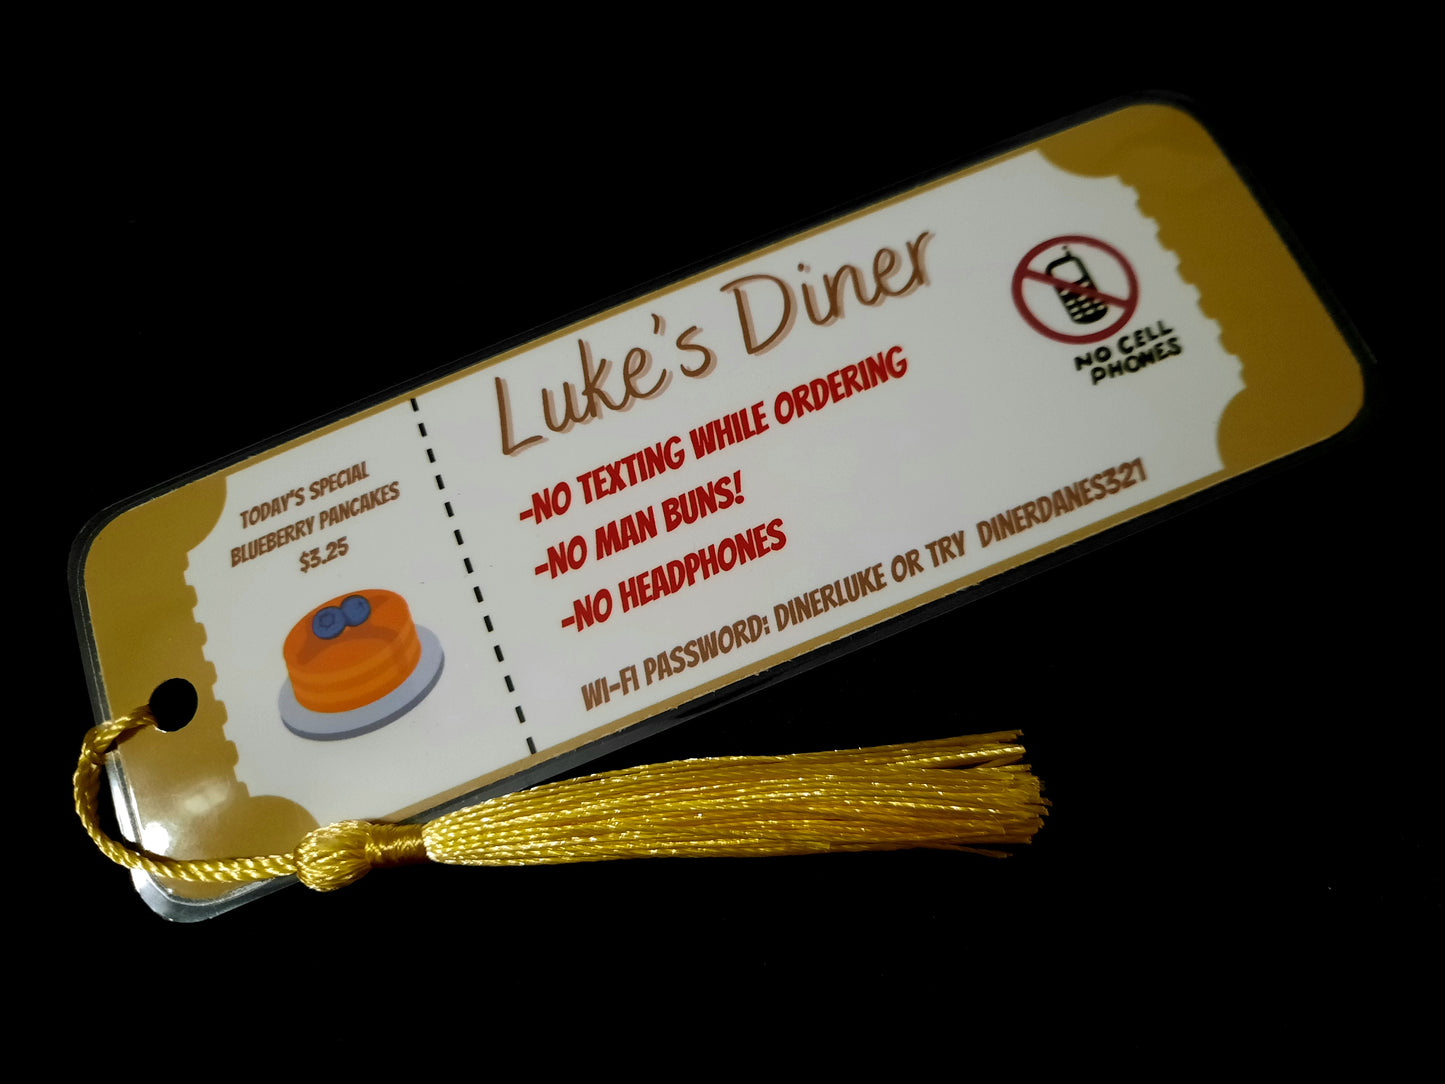 TODAY'S SPECIAL
BLUEBERRY PANCAKES
$3.25
Luke's Diner
-NO TEXTING WHILE ORDERING
-NO MAN BUNS!
-NO HEADPHONES
WI-FI PASSWORD: DINERLUKE OR TRY DINERDANES321
NO CELL
PHONES